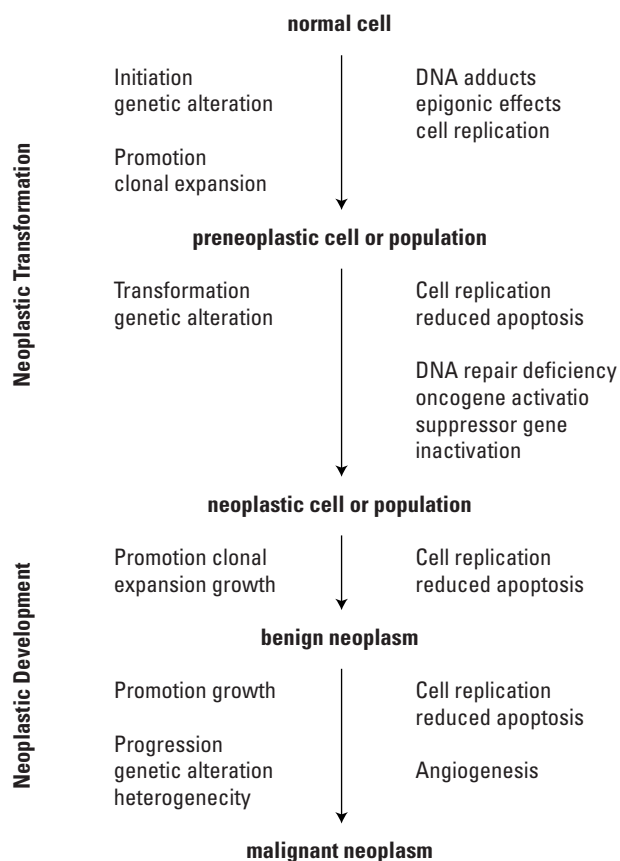 normal cell
Initiation
genetic alteration
DNA adducts
epigonic effects
cell replication
Promotion
clonal expansion
Neoplastic Transformation
preneoplastic cell or population
Transformation
genetic alteration
Cell replication
reduced apoptosis
DNA repair deficiency
oncogene activatio
suppressor gene
inactivation
neoplastic cell or population
Neoplastic Development
Promotion clonal
expansion growth
Cell replication
reduced apoptosis
benign neoplasm
Promotion growth
Cell replication
reduced apoptosis
Progression
genetic alteration
heterogenecity
Angiogenesis
malignant neoplasm